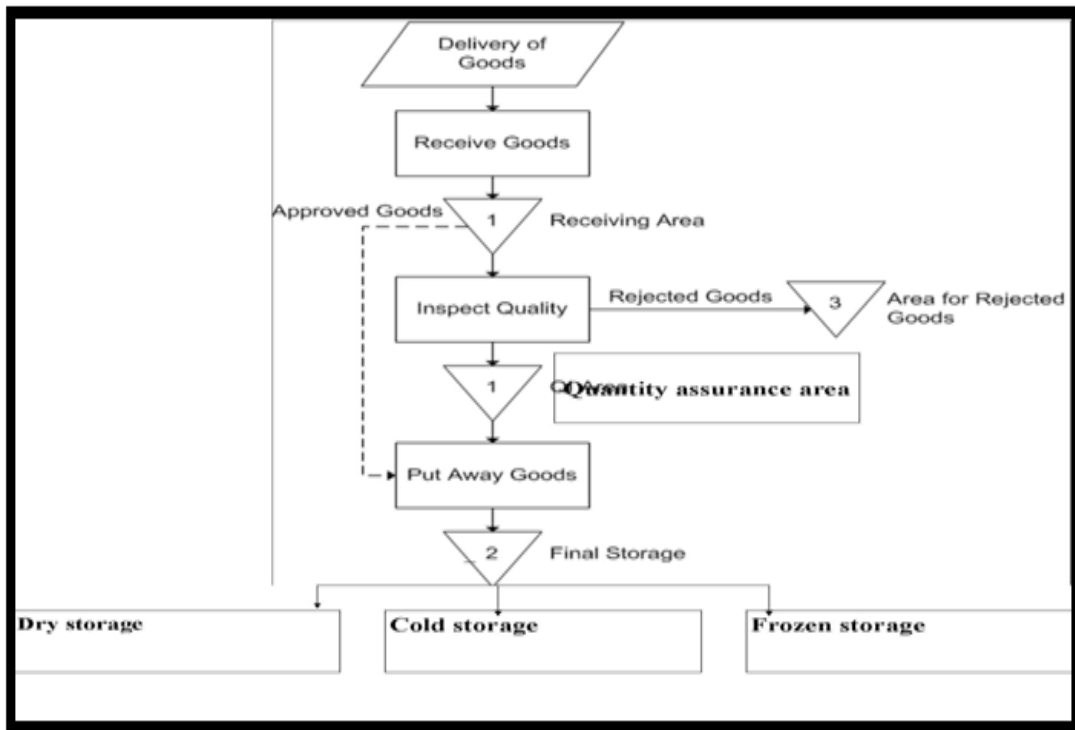 Delivery of
Goods
Receive Goods
Approved Goods
1
Receiving Area
Inspect Quality
Rejected Goods
3
Area for Rejected
Goods
1
Quantity assurance area
Put Away Goods
2
Final Storage
Dry storage
Cold storage
Frozen storage